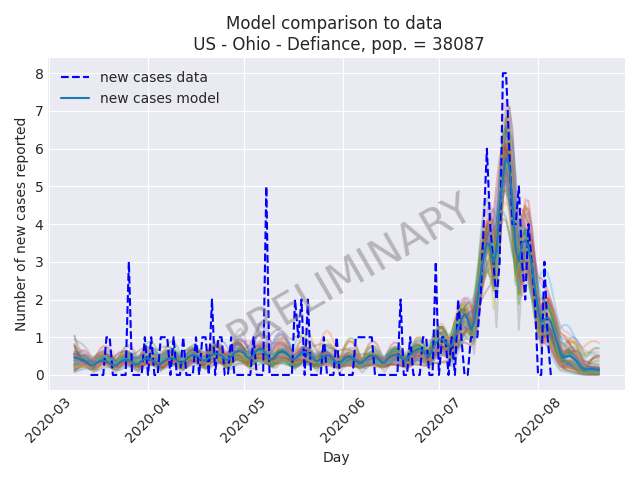 Model comparison to data
US - Ohio - Defiance, pop. = 38087
new cases data
new cases model
PRELIMINARY
Number of new cases reported
8
7
6
5
4
3
2
1
0
2020-03
2020-04
2020-05
2020-06
2020-07
2020-08
Day